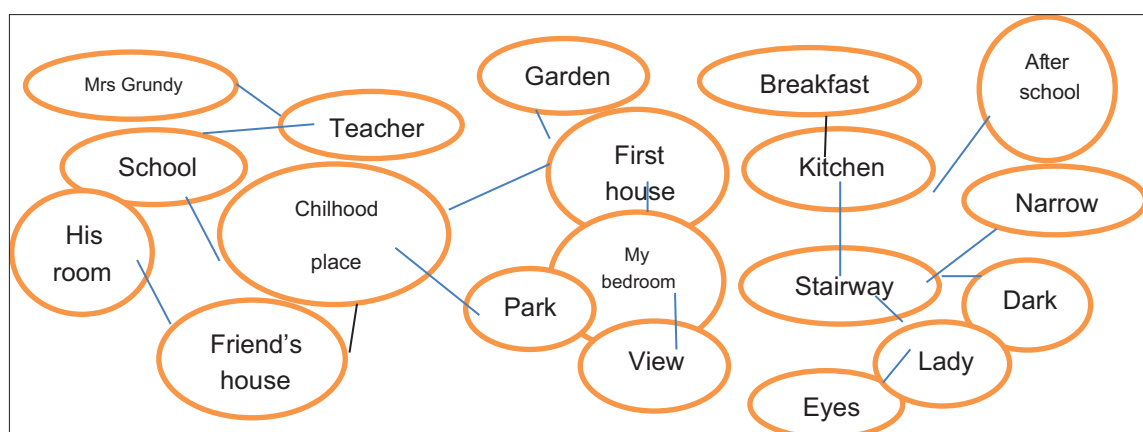 Mrs Grundy
Teacher
School
His
room
Chilhood
place
Friend's
house
Garden
First
house
My
bedroom
Park
View
Breakfast
Kitchen
After
school
Narrow
Stairway
Dark
Lady
Eyes